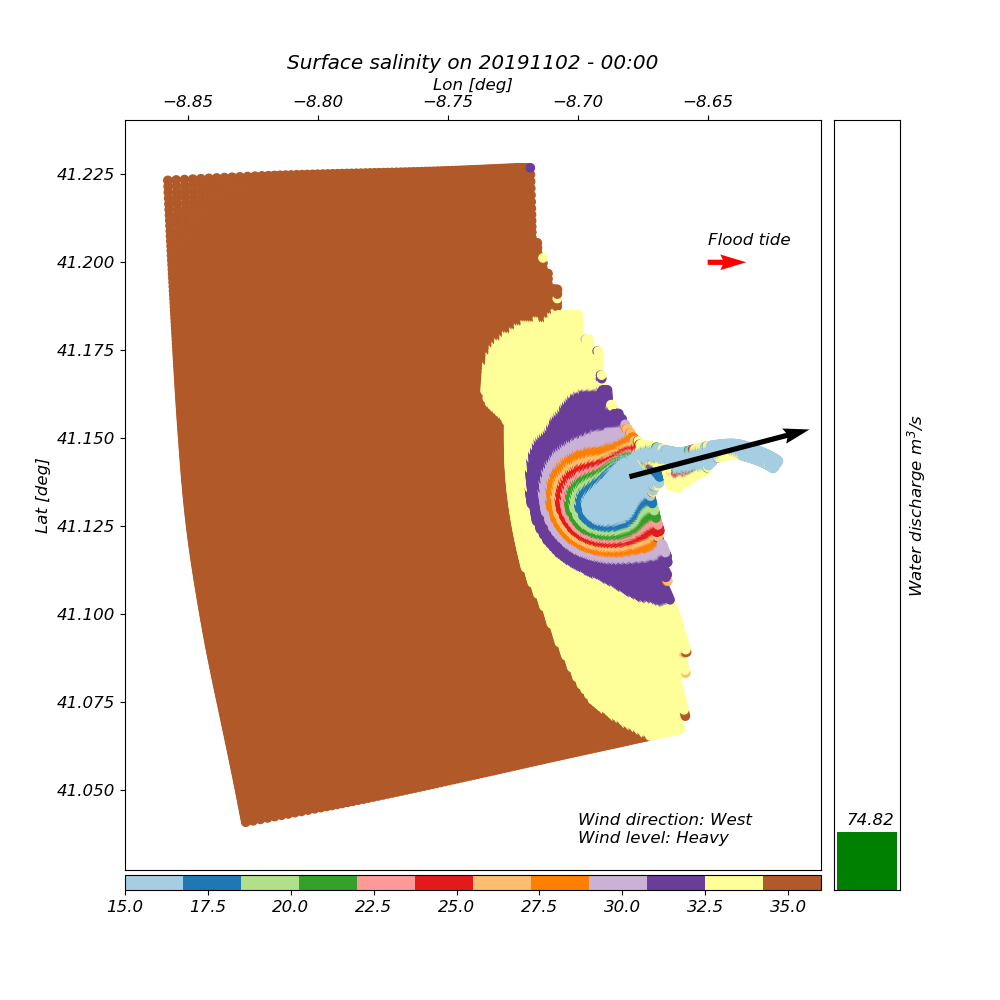 Surface salinity on 20191102 - 00:00
Lon [deg]
−8.85 −8.80 −8.75 −8.70 −8.65
41.225
41.200
41.175
41.150
41.125
41.100
41.075
41.050
Lat [deg]
Flood tide
Wind direction: West
Wind level: Heavy
Water discharge m³/s
74.82
15.0 17.5 20.0 22.5 25.0 27.5 30.0 32.5 35.0